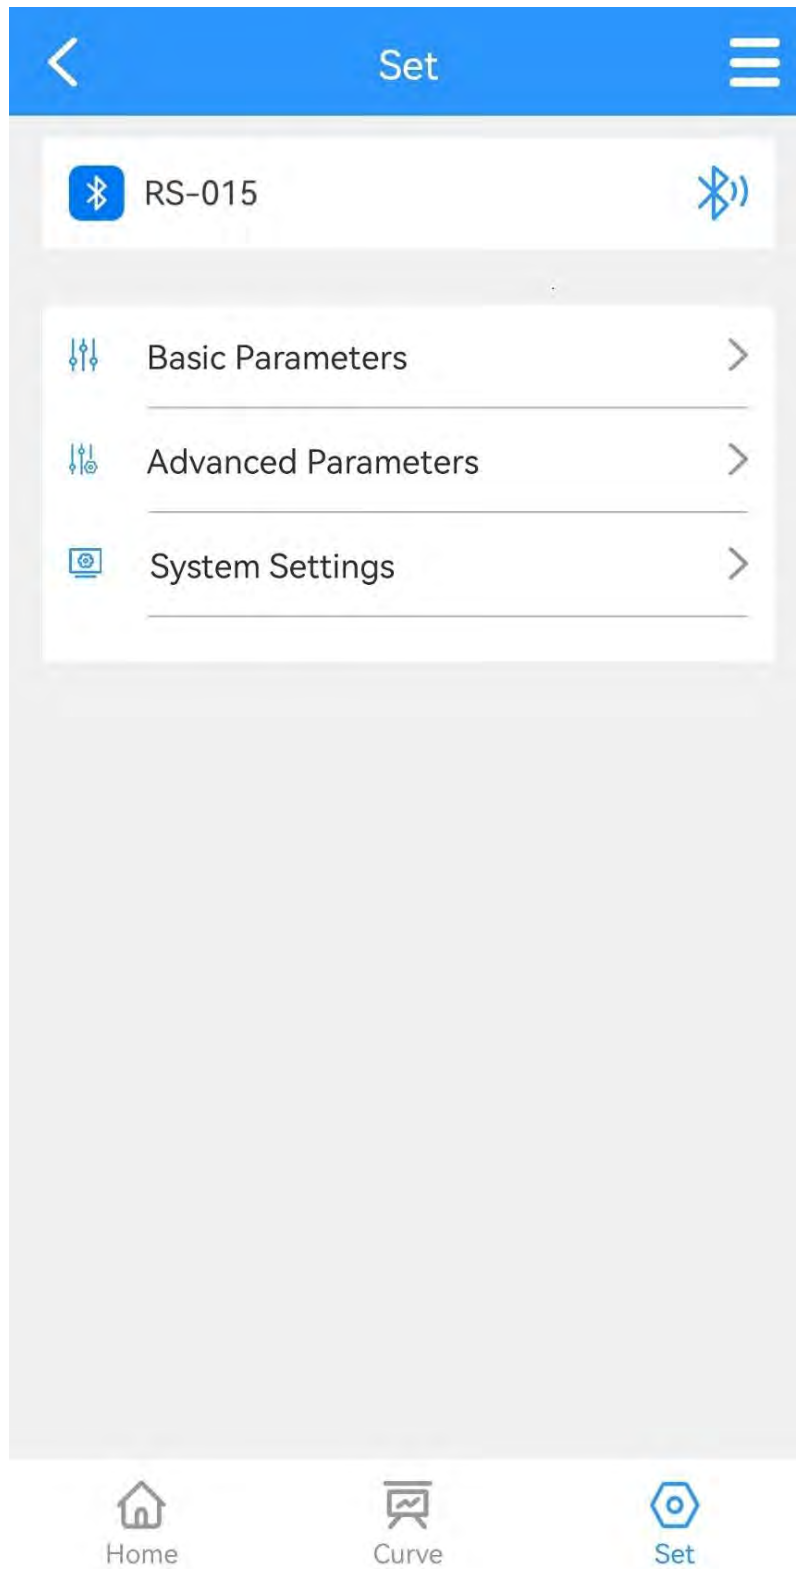 Set
RS-015
Basic Parameters
Advanced Parameters
System Settings
Home
Curve
Set